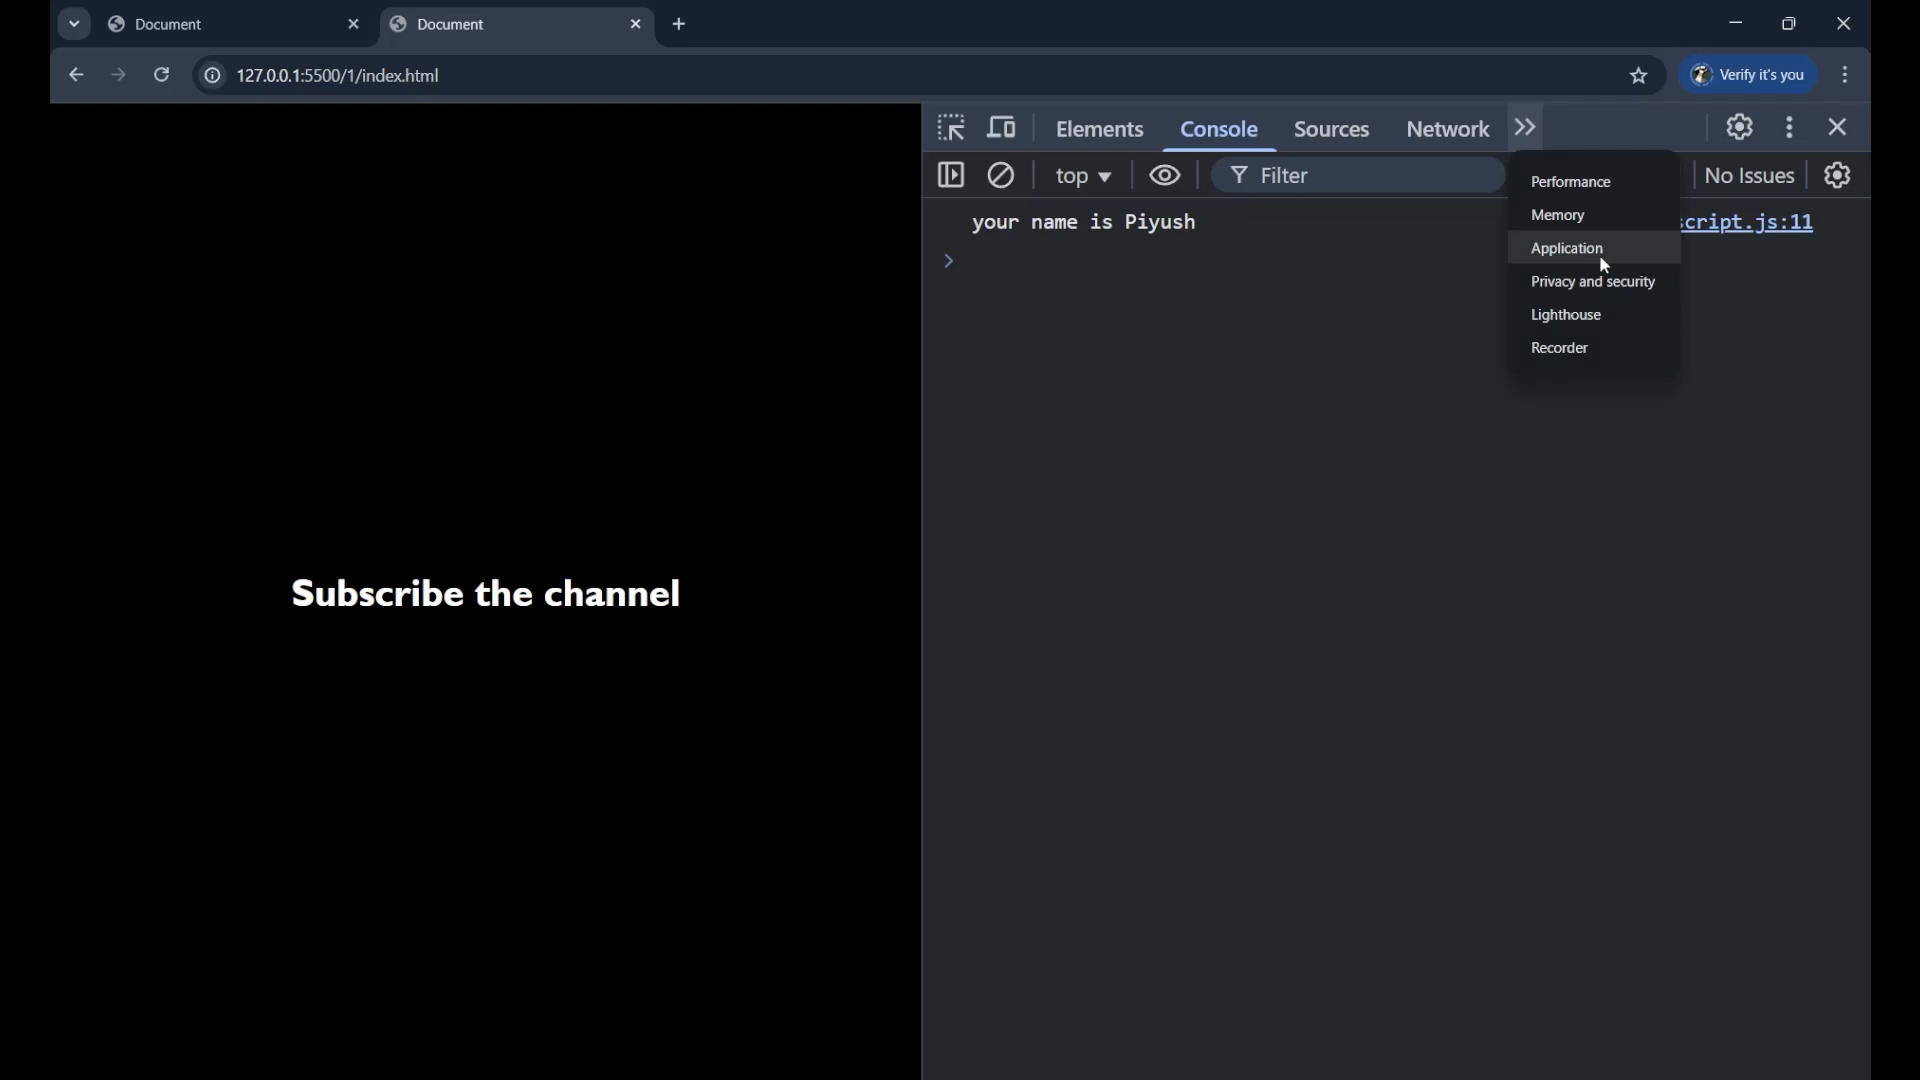 Document
Document
127.0.0.1:5500/1/index.html
Verify it's you
Elements
Console
Sources
Network
top
Filter
No Issues
your name is Piyush
script.js:11
Performance
Memory
Application
Privacy and security
Lighthouse
Recorder
Subscribe the channel